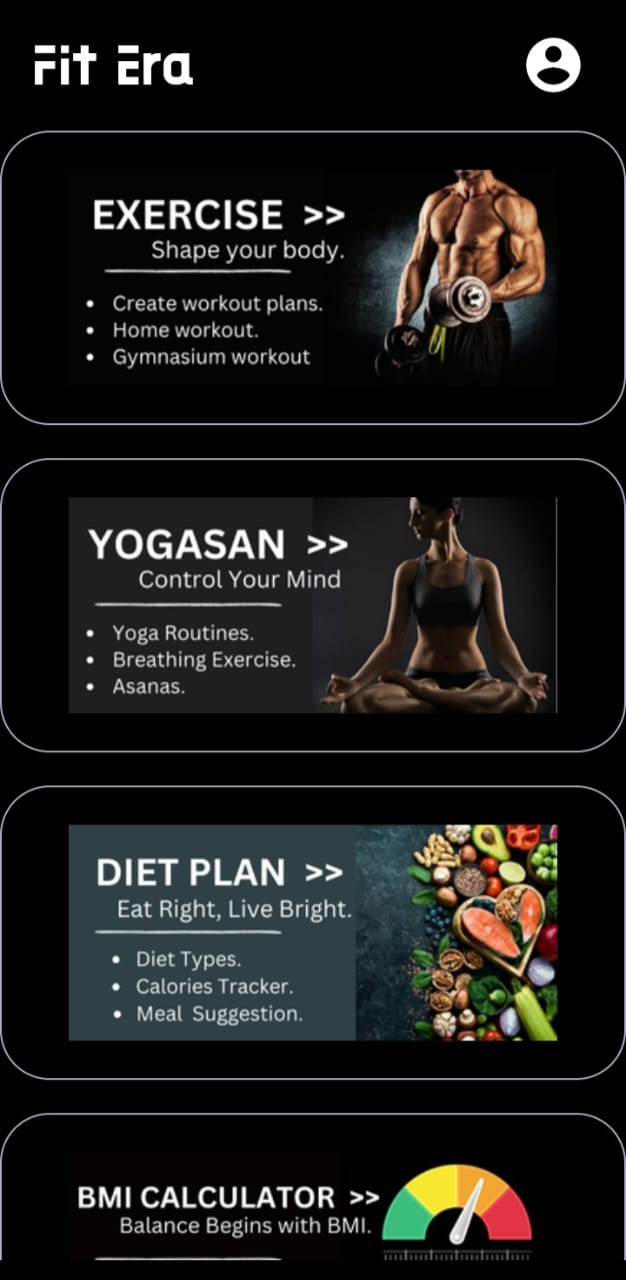 Fit Era
EXERCISE >>
Shape your body.
• Create workout plans.
• Home workout.
• Gymnasium workout
YOGASAN >>
Control Your Mind
• Yoga Routines.
• Breathing Exercise.
• Asanas.
DIET PLAN >>
Eat Right, Live Bright.
• Diet Types.
• Calories Tracker.
• Meal Suggestion.
BMI CALCULATOR >>
Balance Begins with BMI.